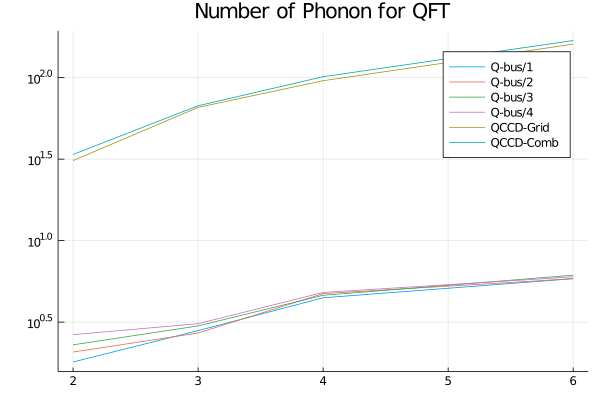 Number of Phonon for QFT
10^2.0
10^1.5
10^1.0
10^0.5
Q-bus/1
Q-bus/2
Q-bus/3
Q-bus/4
QCCD-Grid
QCCD-Comb
2 3 4 5 6